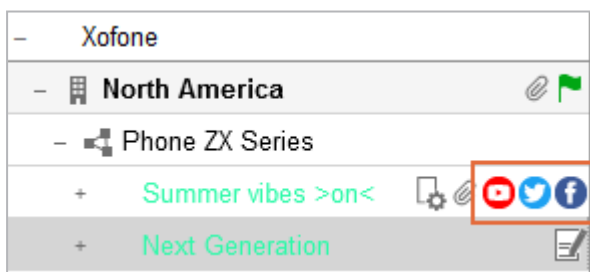 – Xofone
– North America
– Phone ZX Series
+ Summer vibes >on<
+ Next Generation